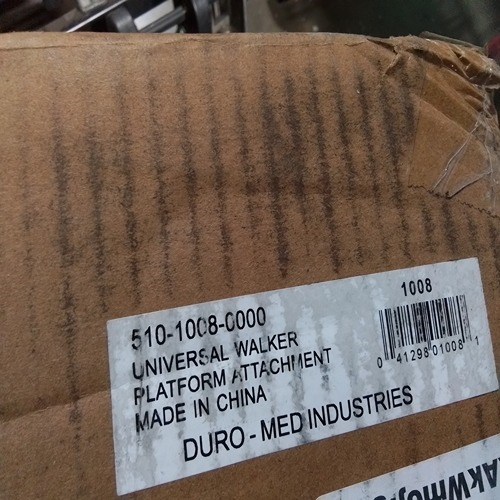 510-1008-0000
UNIVERSAL WALKER
PLATFORM ATTACHMENT
MADE IN CHINA
DURO - MED INDUSTRIES
1008
0 41298 01008 1